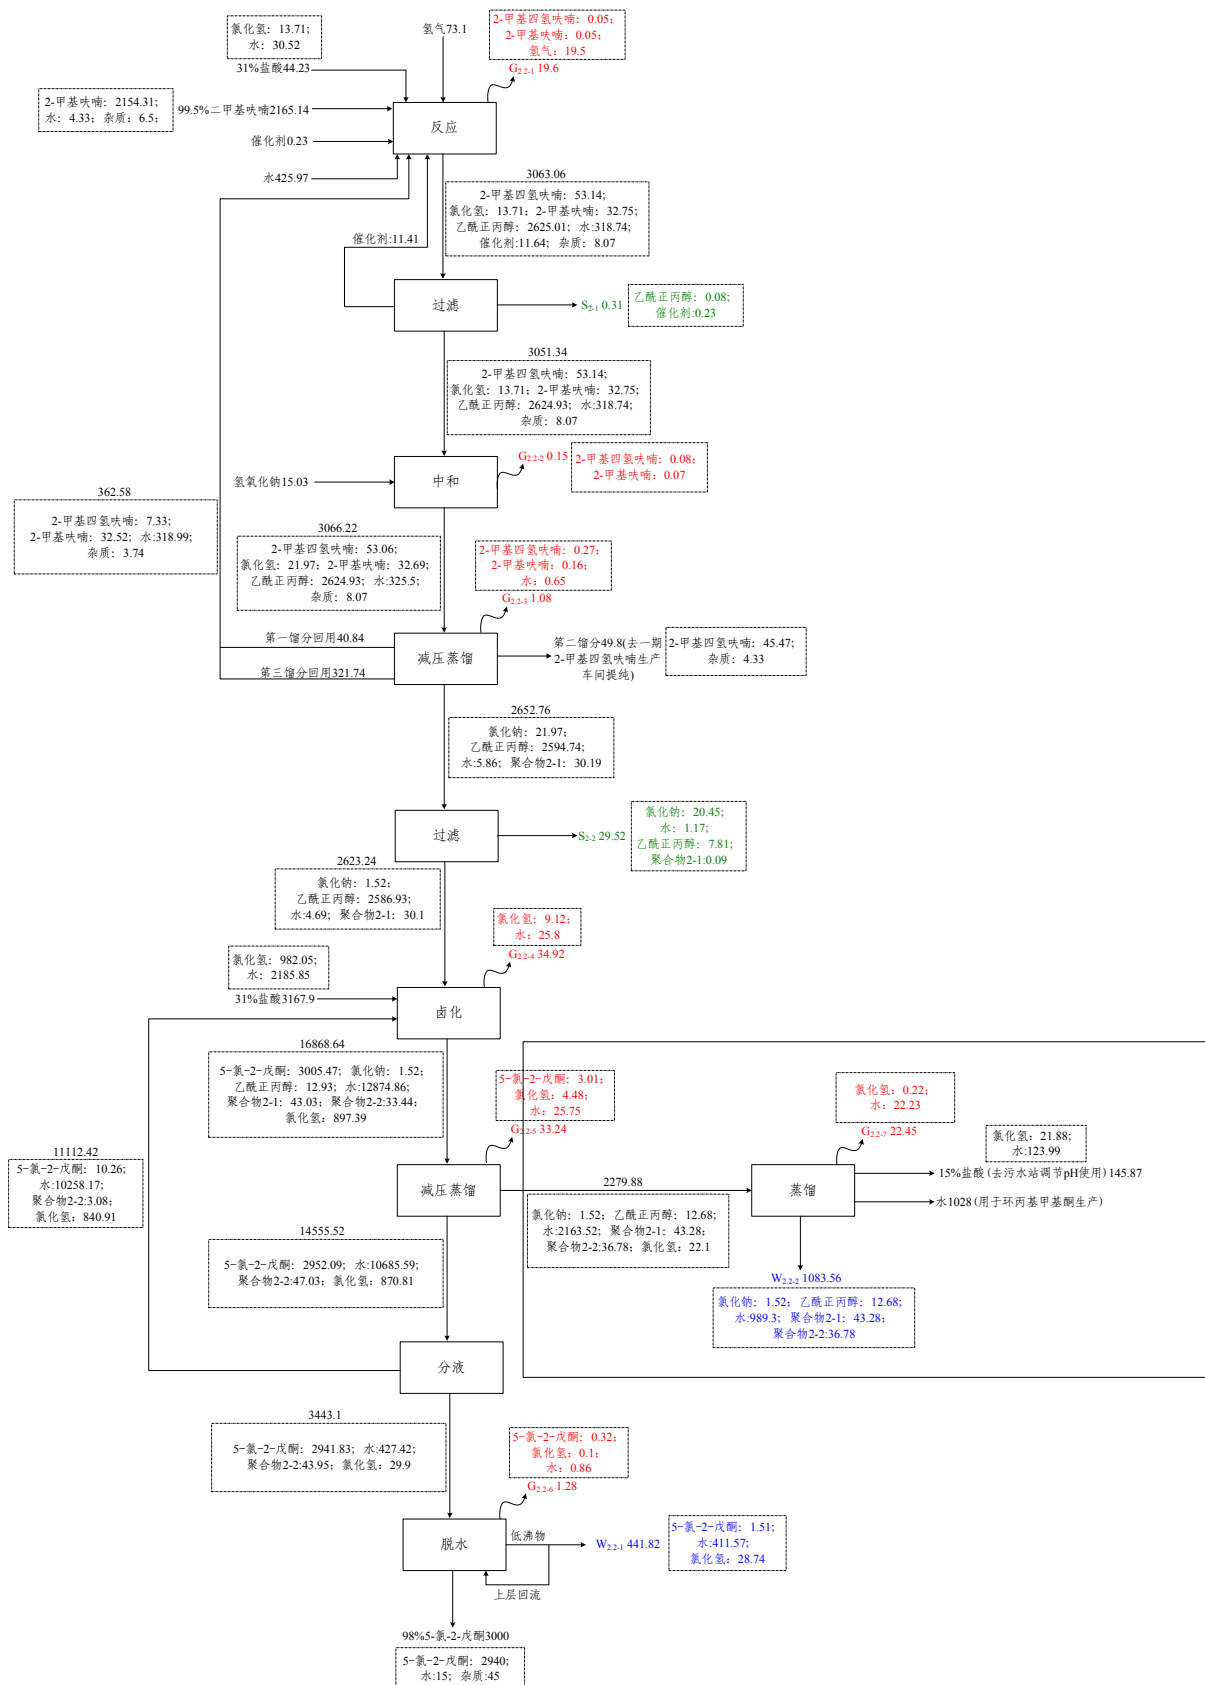 氯化氢：13.71；
水：30.52
31%盐酸44.23
氢气73.1
2-甲基四氢呋喃：0.05；
2-甲基呋喃：0.05；
氢气：19.5
G2.2-1 19.6
2-甲基呋喃：2154.31；
水：4.33；杂质：6.5；
99.5%二甲基呋喃2165.14
反应
催化剂0.23
水425.97
3063.06
2-甲基四氢呋喃：53.14；
氯化氢：13.71；2-甲基呋喃：32.75；
乙酰正丙醇：2625.01；水:318.74；
催化剂:11.64；杂质：8.07
催化剂:11.41
过滤
S2-1 0.31
乙酰正丙醇：0.08；
催化剂:0.23
3051.34
2-甲基四氢呋喃：53.14；
氯化氢：13.71；2-甲基呋喃：32.75；
乙酰正丙醇：2624.93；水:318.74；
杂质：8.07
G2.2-2 0.15
2-甲基四氢呋喃：0.08；
2-甲基呋喃：0.07
氢氧化钠15.03
中和
362.58
2-甲基四氢呋喃：7.33；
2-甲基呋喃：32.52；水:318.99；
杂质：3.74
3066.22
2-甲基四氢呋喃：53.06；
氯化氢：21.97；2-甲基呋喃：32.69；
乙酰正丙醇：2624.93；水:325.5；
杂质：8.07
2-甲基四氢呋喃：0.27；
2-甲基呋喃：0.16；
水：0.65
G2.2-3 1.08
第一馏分回用40.84
减压蒸馏
第二馏分49.8(去一期
2-甲基四氢呋喃生产
车间提纯)
2-甲基四氢呋喃：45.47；
杂质：4.33
第三馏分回用321.74
2652.76
氯化钠：21.97；
乙酰正丙醇：2594.74；
水:5.86；聚合物2-1：30.19
过滤
S2-2 29.52
氯化钠：20.45；
水：1.17；
乙酰正丙醇：7.81；
聚合物2-1:0.09
2623.24
氯化钠：1.52；
乙酰正丙醇：2586.93；
水:4.69；聚合物2-1：30.1
氯化氢：9.12；
水：25.8
G2.2-4 34.92
氯化氢：982.05；
水：2185.85
31%盐酸3167.9
卤化
16868.64
5-氯-2-戊酮：3005.47；氯化钠：1.52；
乙酰正丙醇：12.93；水:12874.86；
聚合物2-1：43.03；聚合物2-2:33.44；
氯化氢：897.39
5-氯-2-戊酮：3.01；
氯化氢：4.48；
水：25.75
G2.2-5 33.24
氯化氢：0.22；
水：22.23
G2.2-7 22.45
11112.42
5-氯-2-戊酮：10.26；
水:10258.17；
聚合物2-2:3.08；
氯化氢：840.91
减压蒸馏
2279.88
氯化钠：1.52；乙酰正丙醇：12.68；
水:2163.52；聚合物2-1：43.28；
聚合物2-2:36.78；氯化氢：22.1
蒸馏
氯化氢：21.88；
水:123.99
15%盐酸(去污水站调节pH使用)145.87
水1028(用于环丙基甲基酮生产)
14555.52
5-氯-2-戊酮：2952.09；水:10685.59；
聚合物2-2:47.03；氯化氢：870.81
W2.2-2 1083.56
氯化钠：1.52；乙酰正丙醇：12.68；
水:989.3；聚合物2-1：43.28；
聚合物2-2:36.78
分液
3443.1
5-氯-2-戊酮：2941.83；水:427.42；
聚合物2-2:43.95；氯化氢：29.9
5-氯-2-戊酮：0.32；
氯化氢：0.1；
水：0.86
G2.2-6 1.28
脱水
低沸物
W2.2-1 441.82
5-氯-2-戊酮：1.51；
水:411.57；
氯化氢：28.74
上层回流
98%5-氯-2-戊酮3000
5-氯-2-戊酮：2940；
水:15；杂质:45